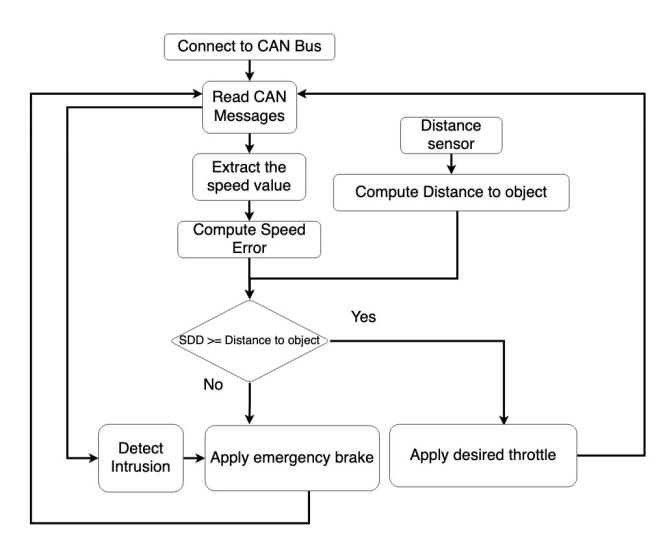 Connect to CAN Bus
Read CAN
Messages
Distance
sensor
Extract the
speed value
Compute Distance to object
Compute Speed
Error
Yes
SDD >= Distance to object
No
Detect
Intrusion
Apply emergency brake
Apply desired throttle